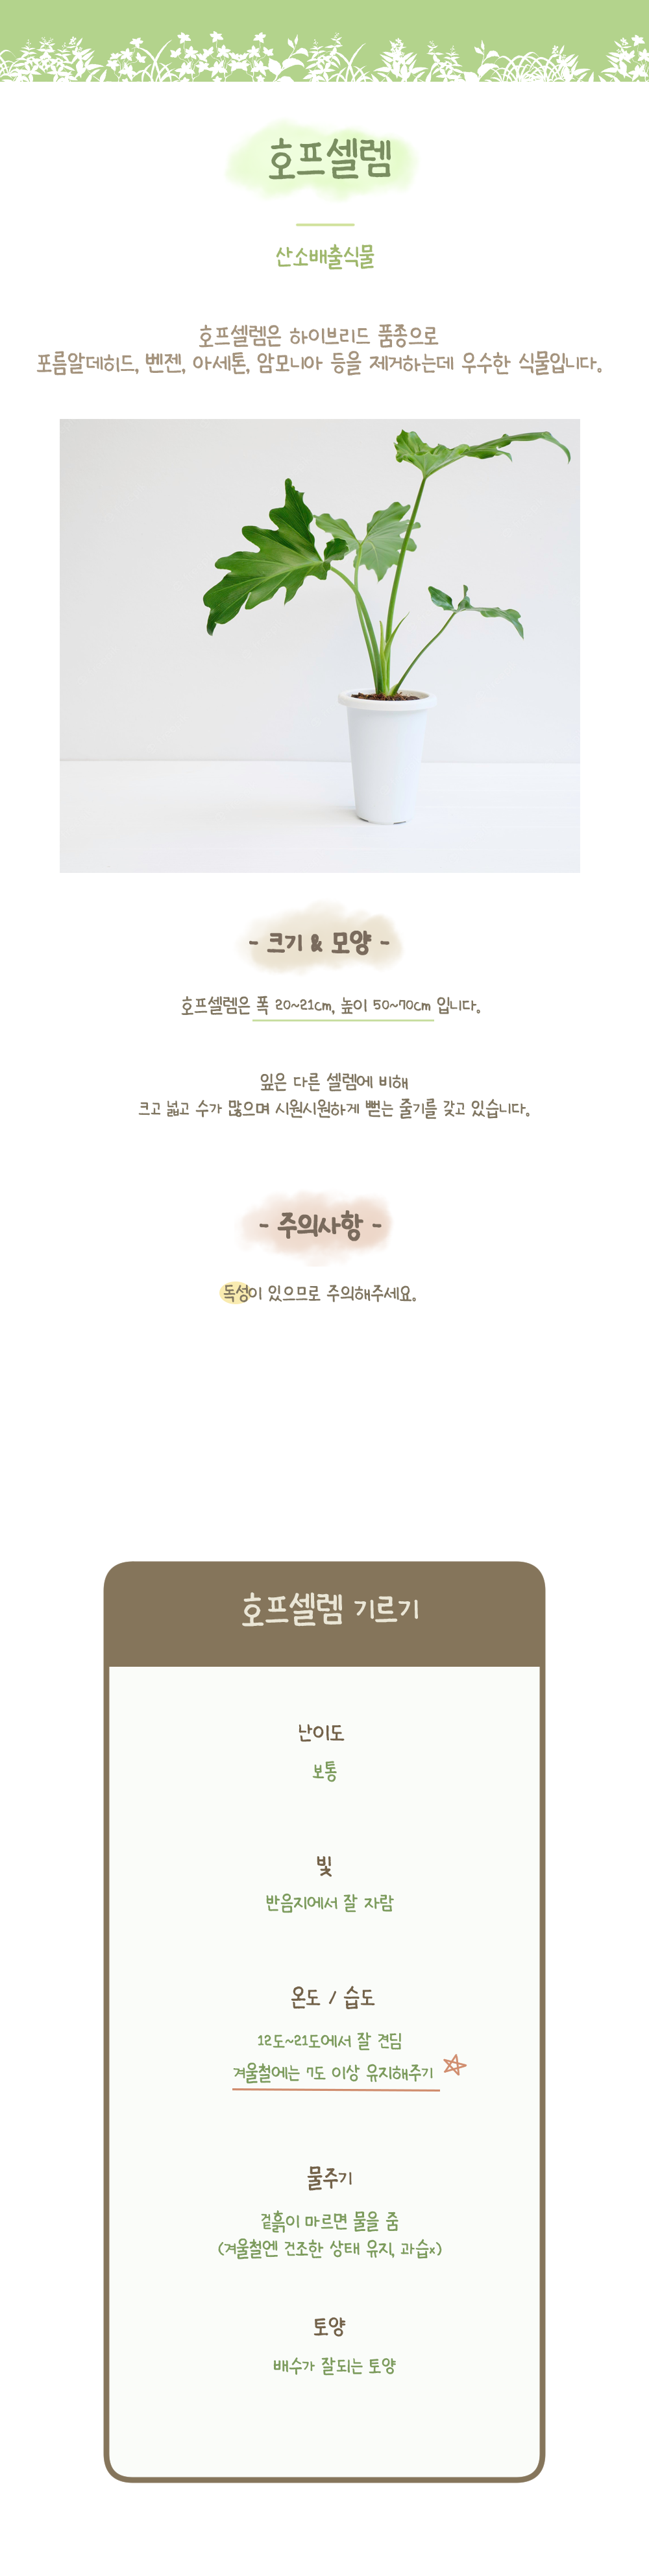 호프셀렘
산소배출식물
호프셀렘은 하이브리드 품종으로
포름알데히드, 벤젠, 아세톤, 암모니아 등을 제거하는데 우수한 식물입니다.
- 크기 & 모양 -
호프셀렘은 폭 20~21cm, 높이 50~70cm 입니다.
잎은 다른 셀렘에 비해
크고 넓고 수가 많으며 시원시원하게 뻗는 줄기를 갖고 있습니다.
- 주의사항 -
독성이 있으므로 주의해주세요.
호프셀렘 기르기
난이도
보통
빛
반음지에서 잘 자람
온도 / 습도
12도~21도에서 잘 견딤
겨울철에는 7도 이상 유지해주기
물주기
겉흙이 마르면 물을 줌
(겨울철엔 건조한 상태 유지, 과습x)
토양
배수가 잘되는 토양